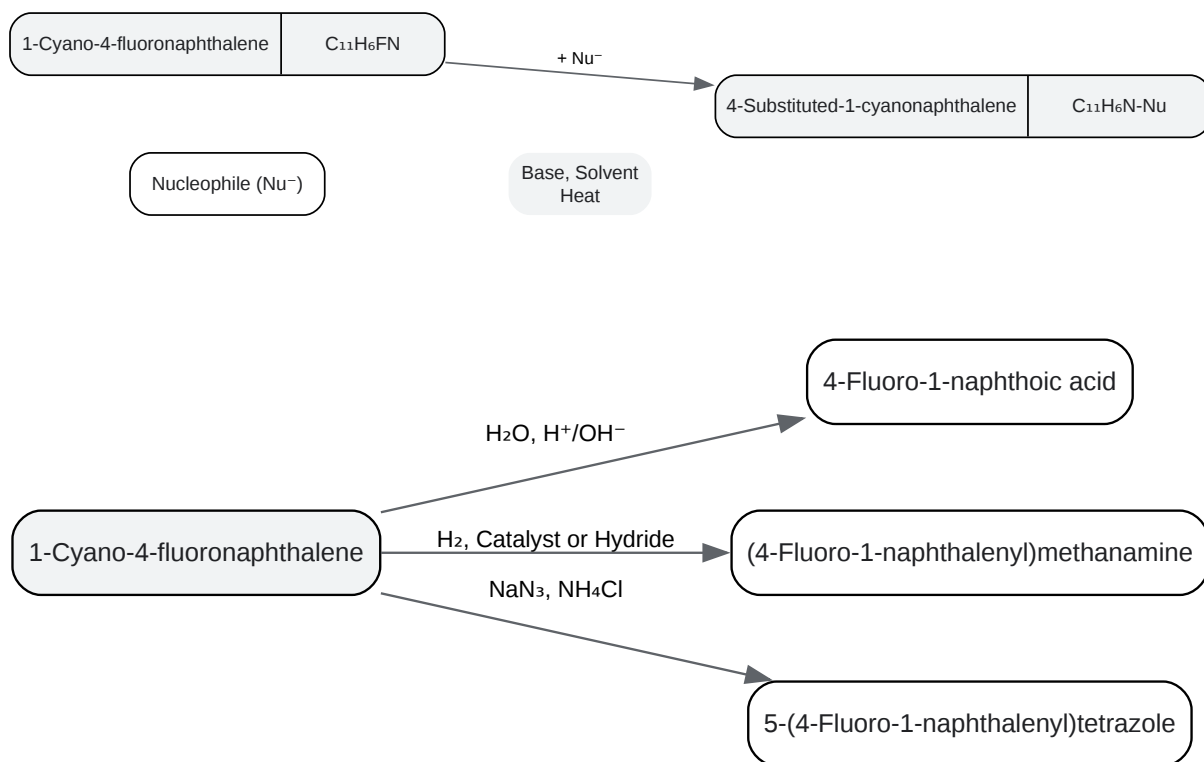 1-Cyano-4-fluoronaphthalene
C₁₁H₆FN
+ Nu⁻
4-Substituted-1-cyanonaphthalene
C₁₁H₆N-Nu
Nucleophile (Nu⁻)
Base, Solvent
Heat
4-Fluoro-1-naphthoic acid
H₂O, H⁺/OH⁻
1-Cyano-4-fluoronaphthalene
H₂, Catalyst or Hydride
(4-Fluoro-1-naphthalenyl)methanamine
NaN₃, NH₄Cl
5-(4-Fluoro-1-naphthalenyl)tetrazole